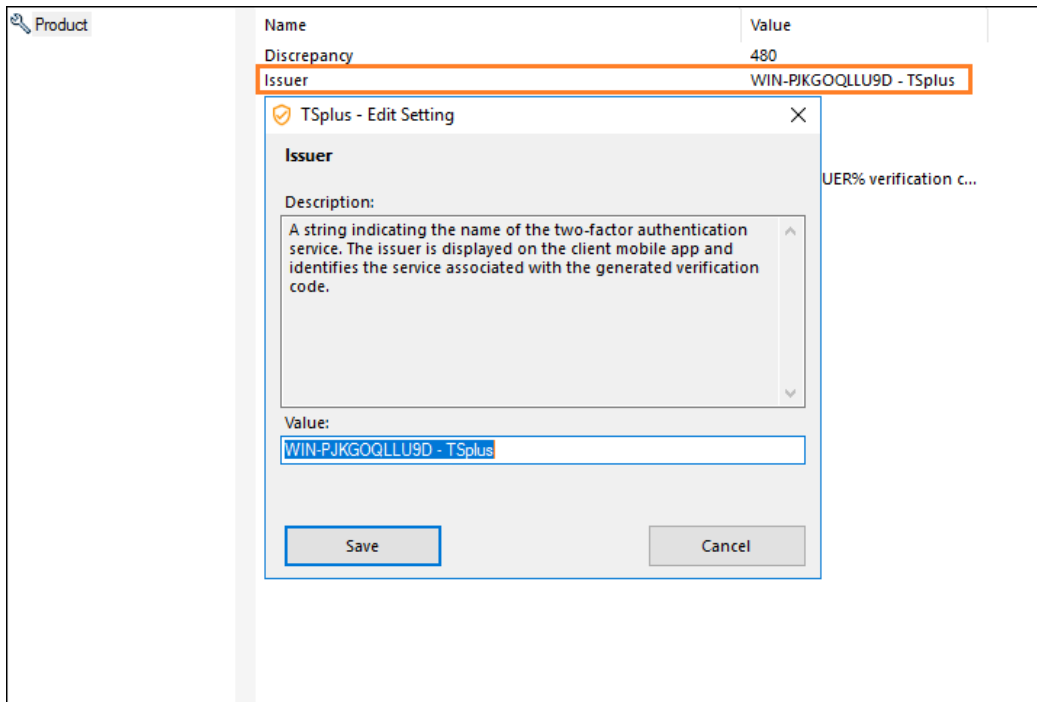 Product
Name Value
Discrepancy 480
Issuer WIN-PJKGOQLLU9D - TSplus
TSplus - Edit Setting
Issuer
UER% verification c...
Description:
A string indicating the name of the two-factor authentication
service. The issuer is displayed on the client mobile app and
identifies the service associated with the generated verification
code.
Value:
WIN-PJKGOQLLU9D - TSplus
Save Cancel